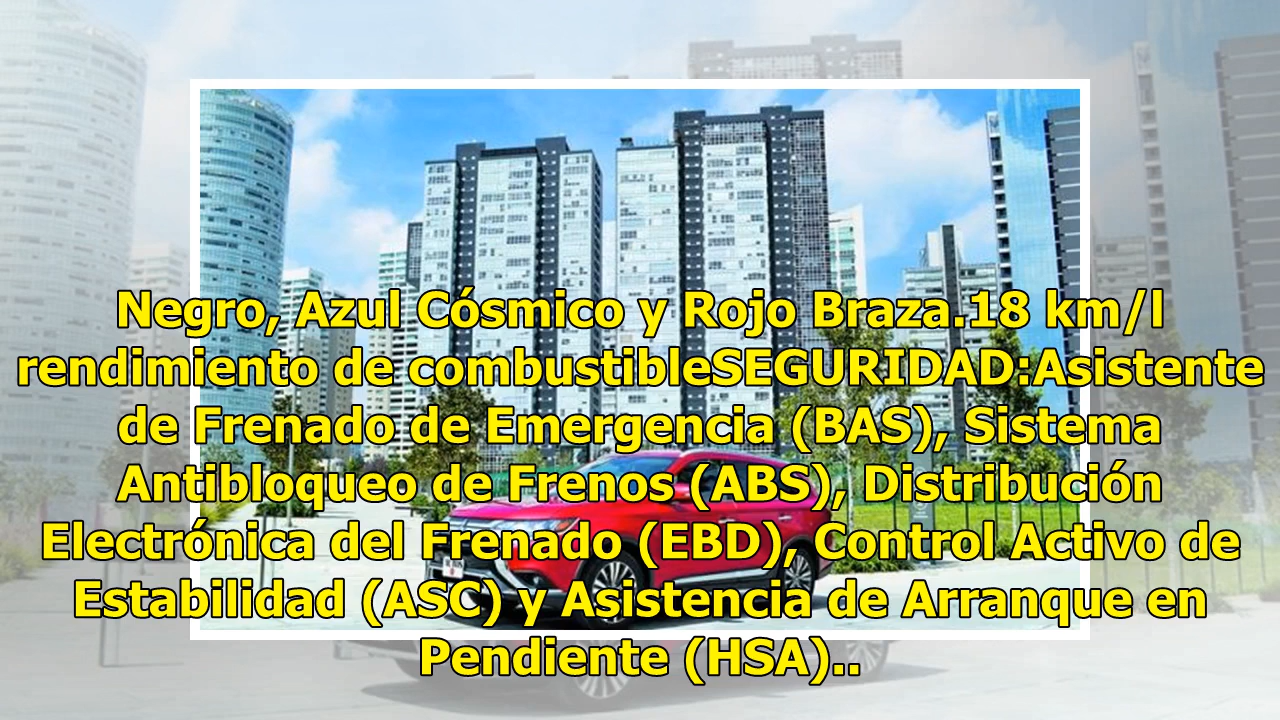 Negro, Azul Cósmico y Rojo Braza.18 km/l
rendimiento de combustibleSEGURIDAD:Asistente
de Frenado de Emergencia (BAS), Sistema
Antibloqueo de Frenos (ABS), Distribución
Electrónica del Frenado (EBD), Control Activo de
Estabilidad (ASC) y Asistencia de Arranque en
Pendiente (HSA)..